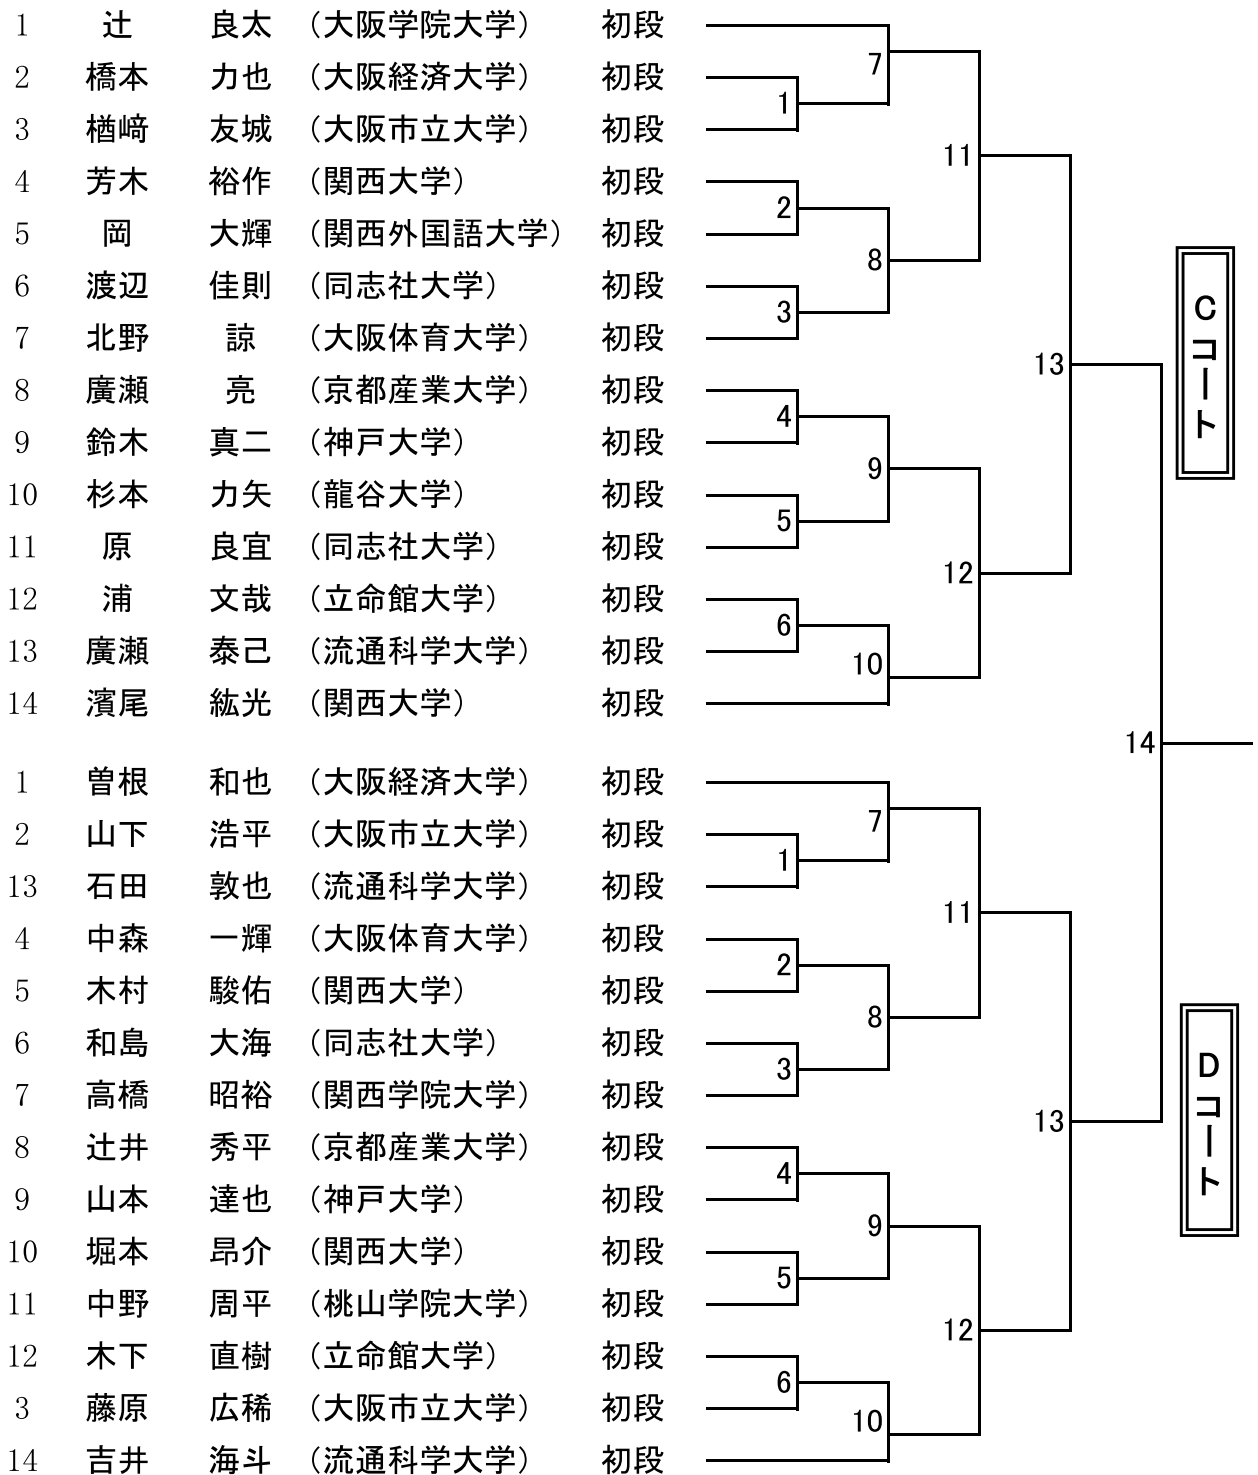 1 辻 良太 （大阪学院大学） 初段
2 橋本 力也 （大阪経済大学） 初段
3 楢﨑 友城 （大阪市立大学） 初段
4 芳木 裕作 （関西大学） 初段
5 岡 大輝 （関西外国語大学） 初段
6 渡辺 佳則 （同志社大学） 初段
7 北野 諒 （大阪体育大学） 初段
8 廣瀬 亮 （京都産業大学） 初段
9 鈴木 真二 （神戸大学） 初段
10 杉本 力矢 （龍谷大学） 初段
11 原 良宜 （同志社大学） 初段
12 浦 文哉 （立命館大学） 初段
13 廣瀬 泰己 （流通科学大学） 初段
14 濱尾 紘光 （関西大学） 初段
7
1
11
2
8
3
13
4
9
5
12
6
10
Cコート
14
1 曽根 和也 （大阪経済大学） 初段
2 山下 浩平 （大阪市立大学） 初段
13 石田 敦也 （流通科学大学） 初段
4 中森 一輝 （大阪体育大学） 初段
5 木村 駿佑 （関西大学） 初段
6 和島 大海 （同志社大学） 初段
7 高橋 昭裕 （関西学院大学） 初段
8 辻井 秀平 （京都産業大学） 初段
9 山本 達也 （神戸大学） 初段
10 堀本 昂介 （関西大学） 初段
11 中野 周平 （桃山学院大学） 初段
12 木下 直樹 （立命館大学） 初段
3 藤原 広稀 （大阪市立大学） 初段
14 吉井 海斗 （流通科学大学） 初段
7
1
11
2
8
3
13
4
9
5
12
6
10
Dコート